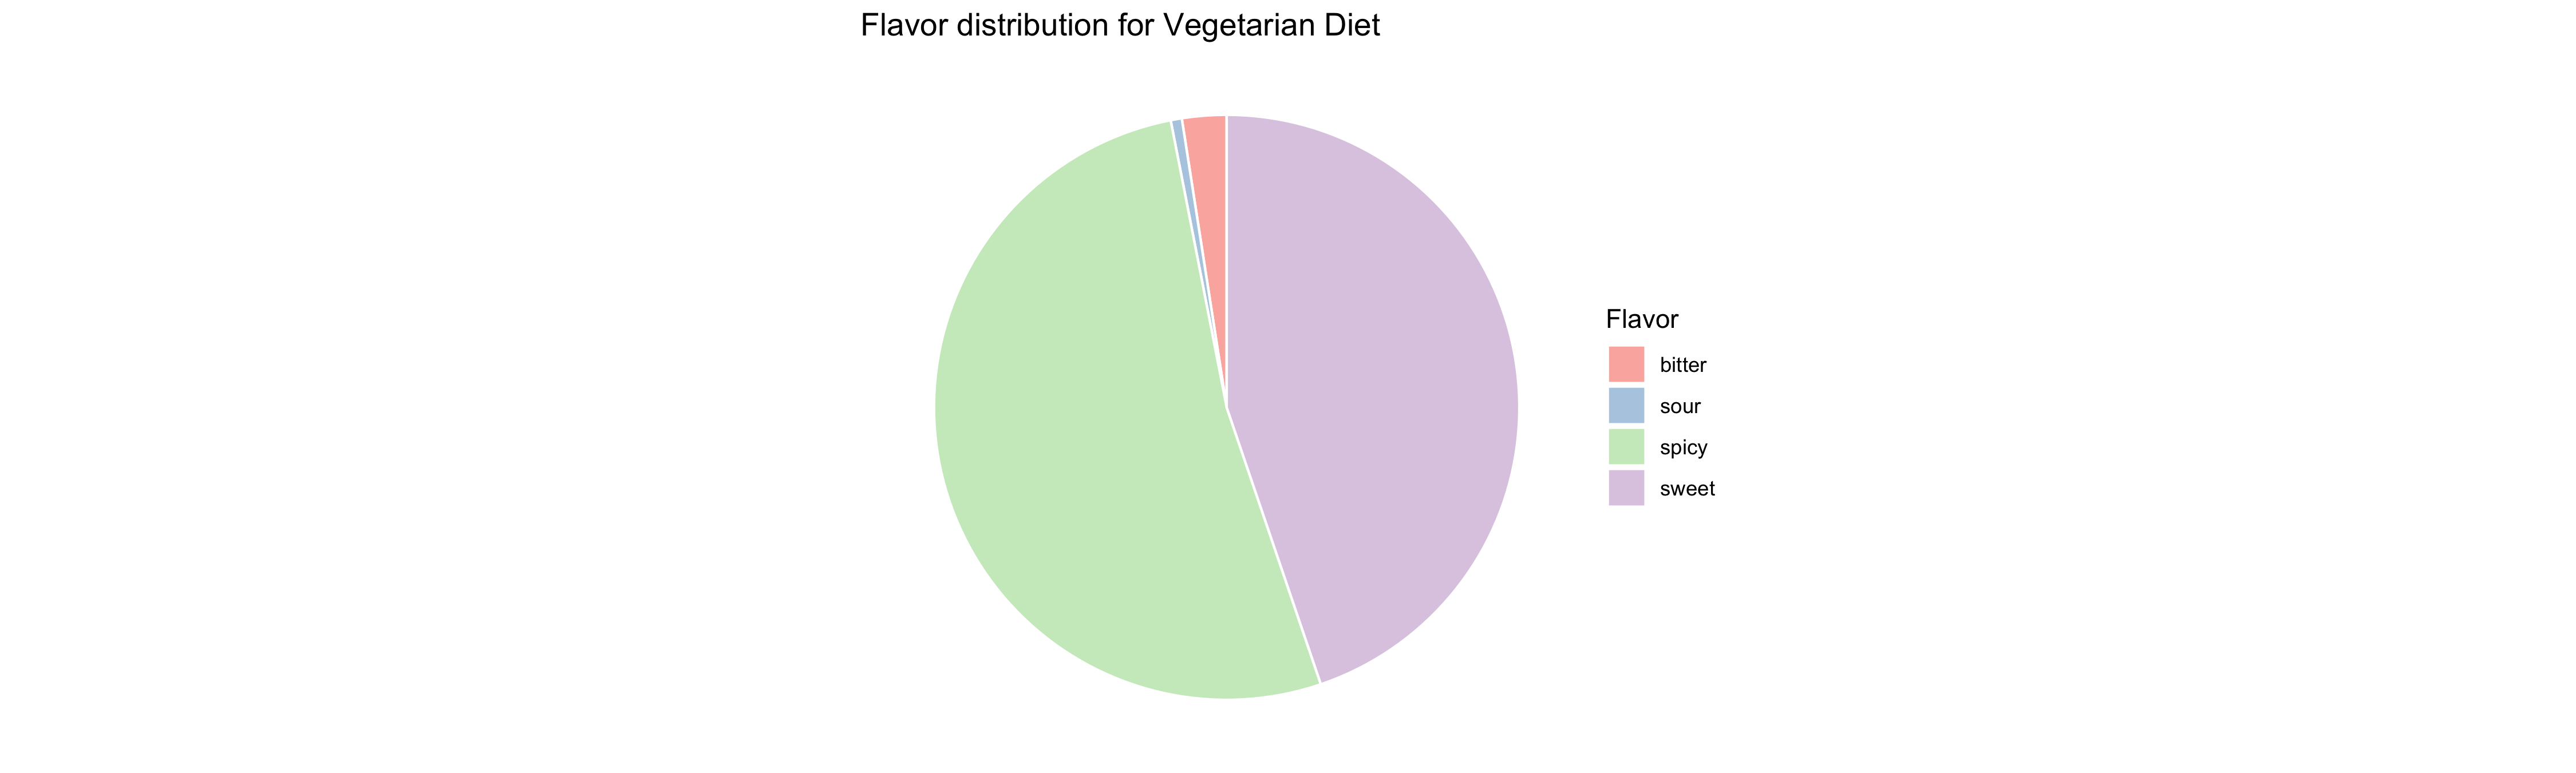 Flavor distribution for Vegetarian Diet
Flavor
bitter
sour
spicy
sweet